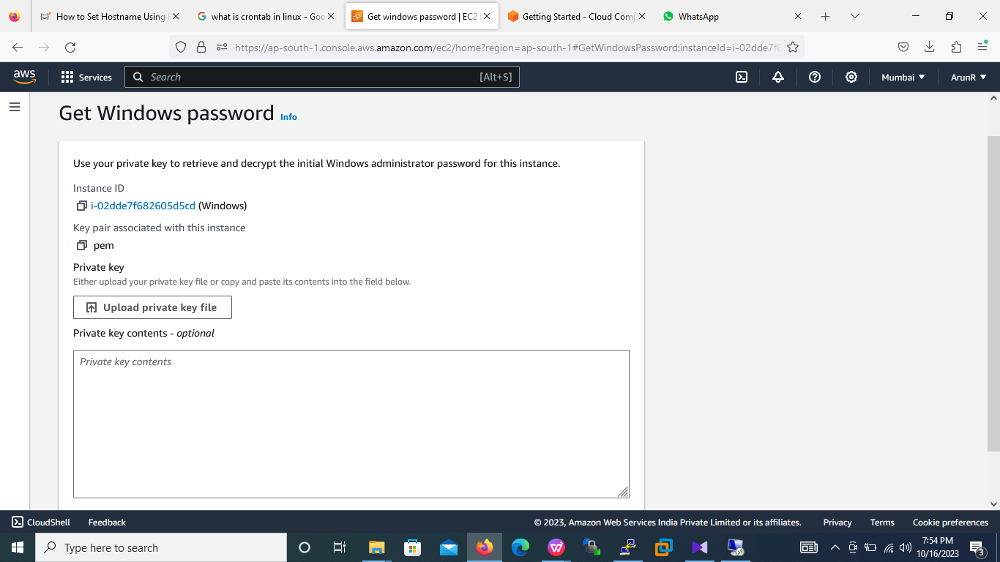 How to Set Hostname Using
what is crontab in linux - Goo
Get windows password | EC2
Getting Started - Cloud Comp
WhatsApp
https://ap-south-1.console.aws.amazon.com/ec2/home?region=ap-south-1#GetWindowsPassword:instanceId=i-02dde7f6
aws
Services
Search
[Alt+S]
Mumbai
ArunR
Get Windows password Info
Use your private key to retrieve and decrypt the initial Windows administrator password for this instance.
Instance ID
i-02dde7f682605d5cd (Windows)
Key pair associated with this instance
pem
Private key
Either upload your private key file or copy and paste its contents into the field below.
Upload private key file
Private key contents - optional
Private key contents
CloudShell
Feedback
© 2023, Amazon Web Services India Private Limited or its affiliates.
Privacy
Terms
Cookie preferences
Type here to search
7:54 PM
10/16/2023
3